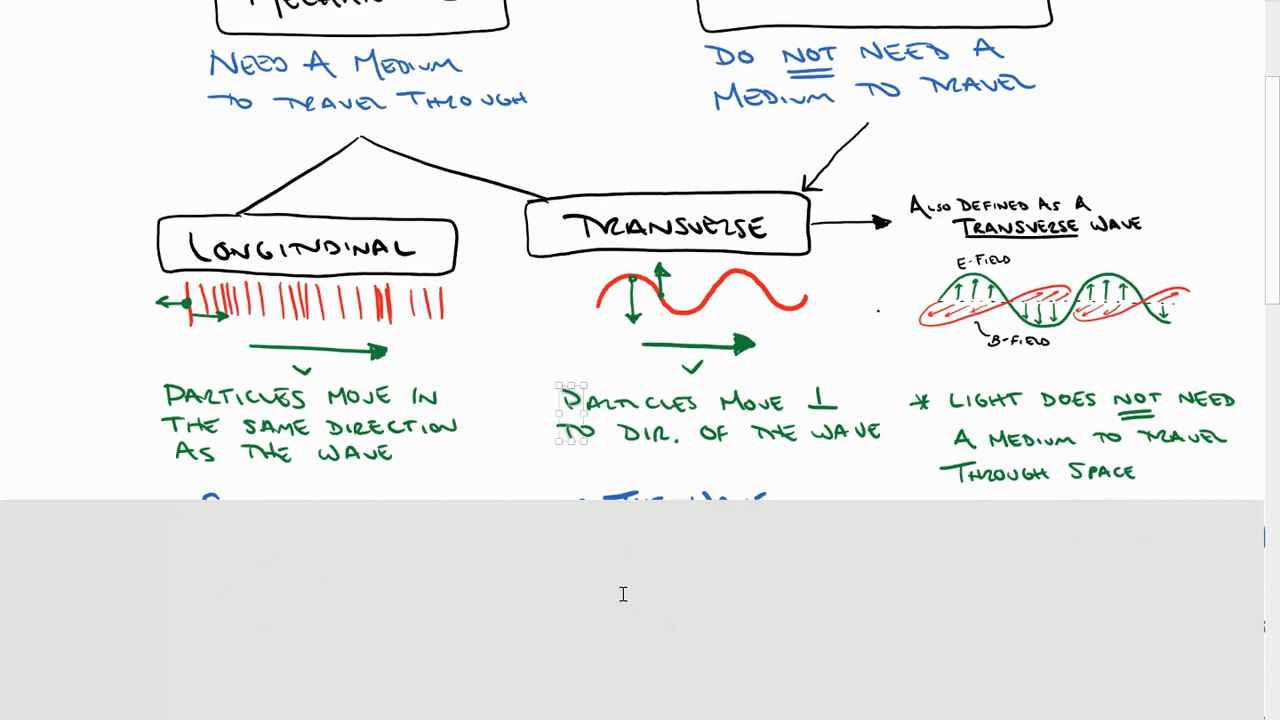 NEED A MEDIUM
TO TRAVEL THROUGH
DO NOT NEED A
MEDIUM TO TRAVEL
LONGITUDINAL
TRANSVERSE
ALSO DEFINED AS A
TRANSVERSE WAVE
E-FIELD
B-FIELD
PARTICLES MOVE IN
THE SAME DIRECTION
AS THE WAVE
PARTICLES MOVE ⊥
TO DIR. OF THE WAVE
* LIGHT DOES NOT NEED
A MEDIUM TO TRAVEL
THROUGH SPACE